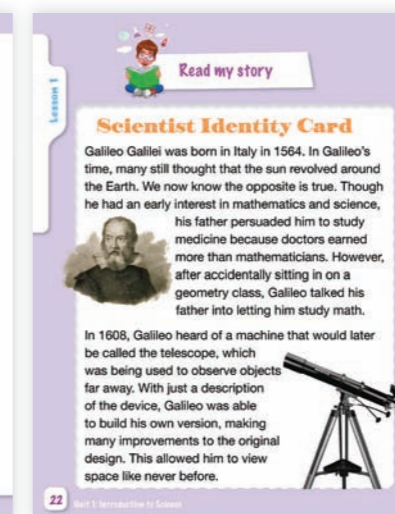 Lesson 1
Read my story
Scientist Identity Card
Galileo Galilei was born in Italy in 1564. In Galileo's
time, many still thought that the sun revolved around
the Earth. We now know the opposite is true. Though
he had an early interest in mathematics and science,
his father persuaded him to study
medicine because doctors earned
more than mathematicians. However,
after accidentally sitting in on a
geometry class, Galileo talked his
father into letting him study math.
In 1608, Galileo heard of a machine that would later
be called the telescope, which
was being used to observe objects
far away. With just a description
of the device, Galileo was able
to build his own version, making
many improvements to the original
design. This allowed him to view
space like never before.
22 Unit 1: Introduction to Science